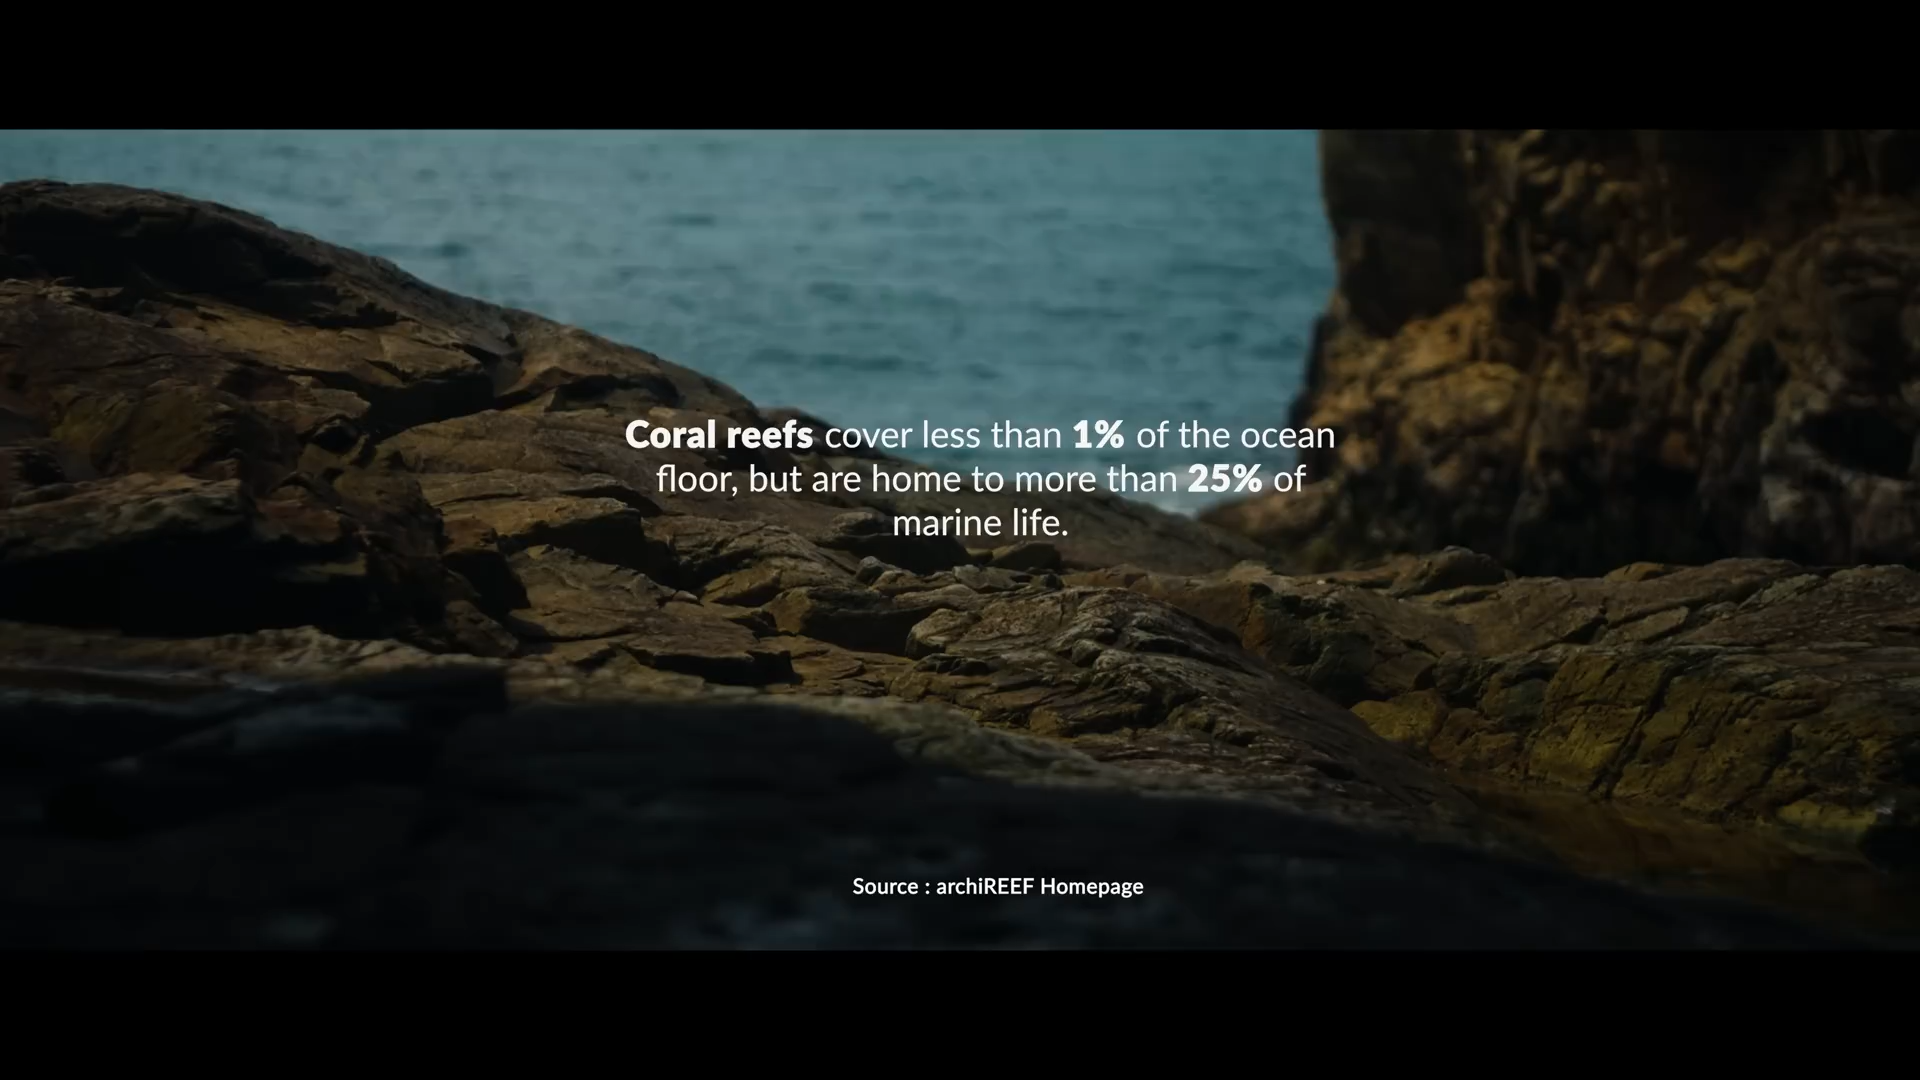 Coral reefs cover less than 1% of the ocean
floor, but are home to more than 25% of
marine life.
Source : archiREEF Homepage